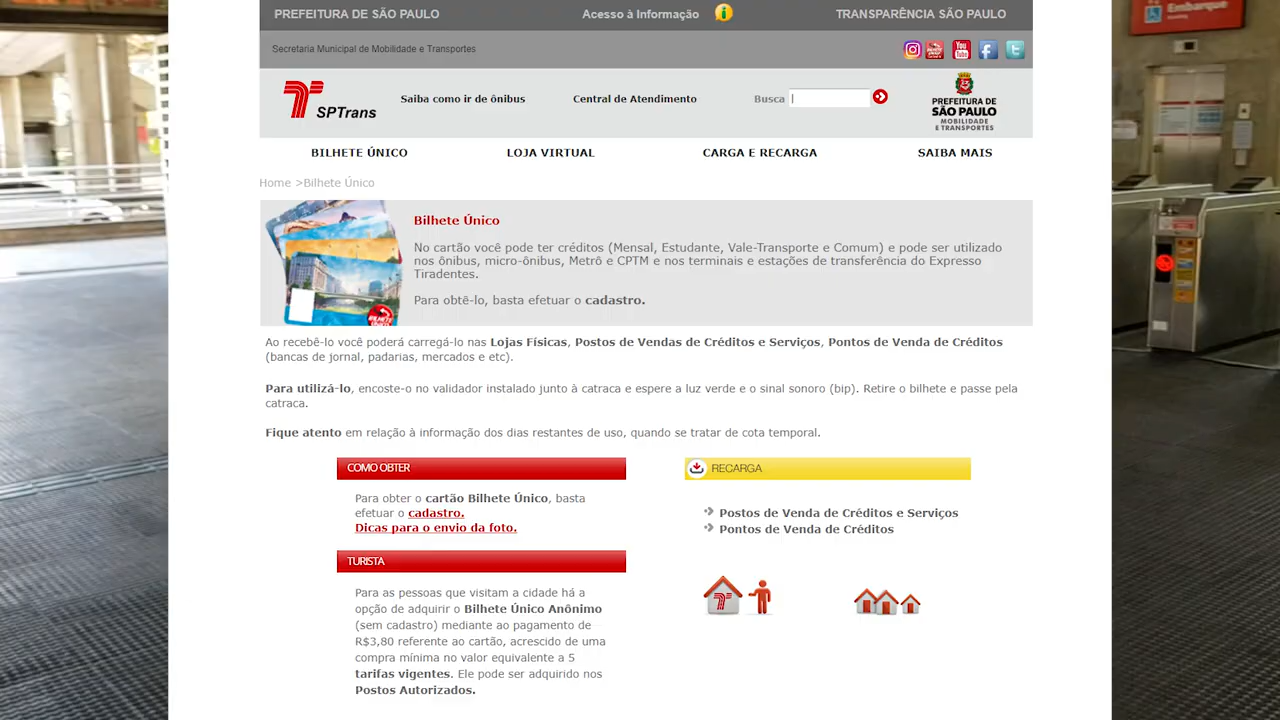 PREFEITURA DE SÃO PAULO
Acesso à Informação
TRANSPARÊNCIA SÃO PAULO
Embarque
Secretaria Municipal de Mobilidade e Transportes
SPTrans
Saiba como ir de ônibus
Central de Atendimento
Busca
PREFEITURA DE
SÃO PAULO
MOBILIDADE
E TRANSPORTES
BILHETE ÚNICO
LOJA VIRTUAL
CARGA E RECARGA
SAIBA MAIS
Home >Bilhete Único
Bilhete Único
No cartão você pode ter créditos (Mensal, Estudante, Vale-Transporte e Comum) e pode ser utilizado
nos ônibus, micro-ônibus, Metrô e CPTM e nos terminais e estações de transferência do Expresso
Tiradentes.
Para obtê-lo, basta efetuar o cadastro.
Ao recebê-lo você poderá carregá-lo nas Lojas Físicas, Postos de Vendas de Créditos e Serviços, Pontos de Venda de Créditos
(bancas de jornal, padarias, mercados e etc).
Para utilizá-lo, encoste-o no validador instalado junto à catraca e espere a luz verde e o sinal sonoro (bip). Retire o bilhete e passe pela
catraca.
Fique atento em relação à informação dos dias restantes de uso, quando se tratar de cota temporal.
COMO OBTER
Para obter o cartão Bilhete Único, basta
efetuar o cadastro.
Dicas para o envio da foto.
TURISTA
Para as pessoas que visitam a cidade há a
opção de adquirir o Bilhete Único Anônimo
(sem cadastro) mediante ao pagamento de
R$3,80 referente ao cartão, acrescido de uma
compra mínima no valor equivalente a 5
tarifas vigentes. Ele pode ser adquirido nos
Postos Autorizados.
RECARGA
Postos de Venda de Créditos e Serviços
Pontos de Venda de Créditos